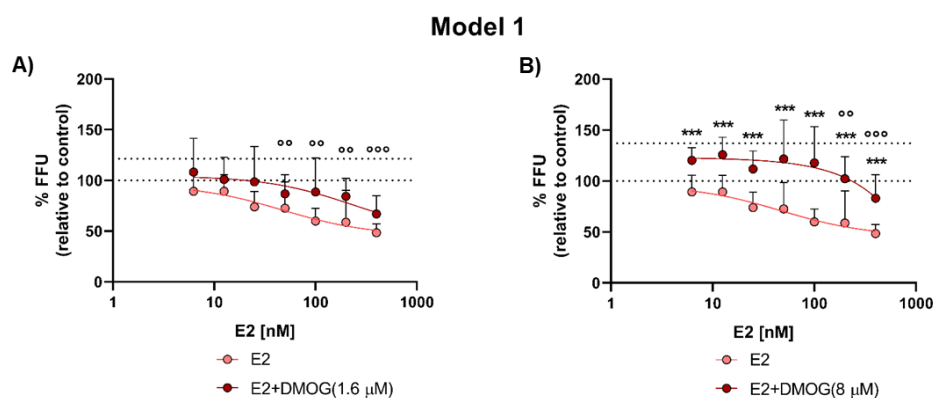 Model 1
A)
200
150
100
50
0
% FFU
(relative to control)
°° °° °° °°°
1 10 100 1000
E2 [nM]
E2
E2+DMOG(1.6 μM)
B)
200
150
100
50
0
% FFU
(relative to control)
°° °°°
*** *** *** *** *** *** ***
1 10 100 1000
E2 [nM]
E2
E2+DMOG(8 μM)